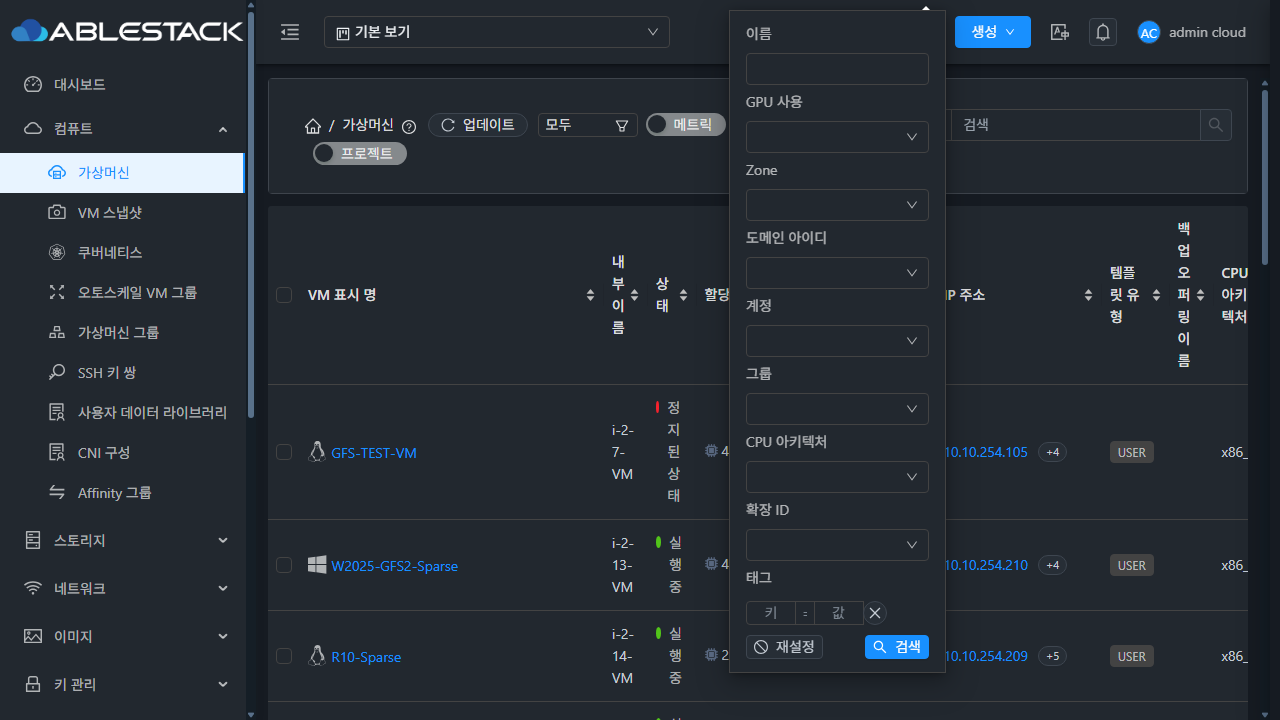 ABLESTACK
대시보드
컴퓨트
가상머신
VM 스냅샷
쿠버네티스
오토스케일 VM 그룹
가상머신 그룹
SSH 키 쌍
사용자 데이터 라이브러리
CNI 구성
Affinity 그룹
스토리지
네트워크
이미지
키 관리
기본 보기
생성
AC admin cloud
/ 가상머신
업데이트
모두
메트릭
프로젝트
검색
이름
GPU 사용
Zone
도메인 아이디
계정
그룹
CPU 아키텍처
확장 ID
태그
키 = 값
재설정
검색
VM 표시 명
내부 이름
상태
할당
IP 주소
템플릿 유형
백업 오퍼링 이름
CPU 아키텍처
GFS-TEST-VM
i-2-7-VM
정지된 상태
4
10.10.254.105
+4
USER
x86_
W2025-GFS2-Sparse
i-2-13-VM
실행 중
4
10.10.254.210
+4
USER
x86_
R10-Sparse
i-2-14-VM
실행 중
2
10.10.254.209
+5
USER
x86_